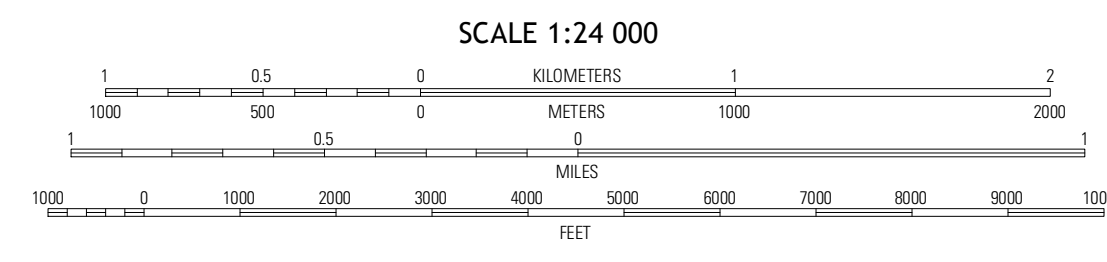 SCALE 1:24 000
1 0.5 0 KILOMETERS 1 2
1000 500 0 METERS 1000 2000
1 0.5 0 1
MILES
1000 0 1000 2000 3000 4000 5000 6000 7000 8000 9000 100
FEET